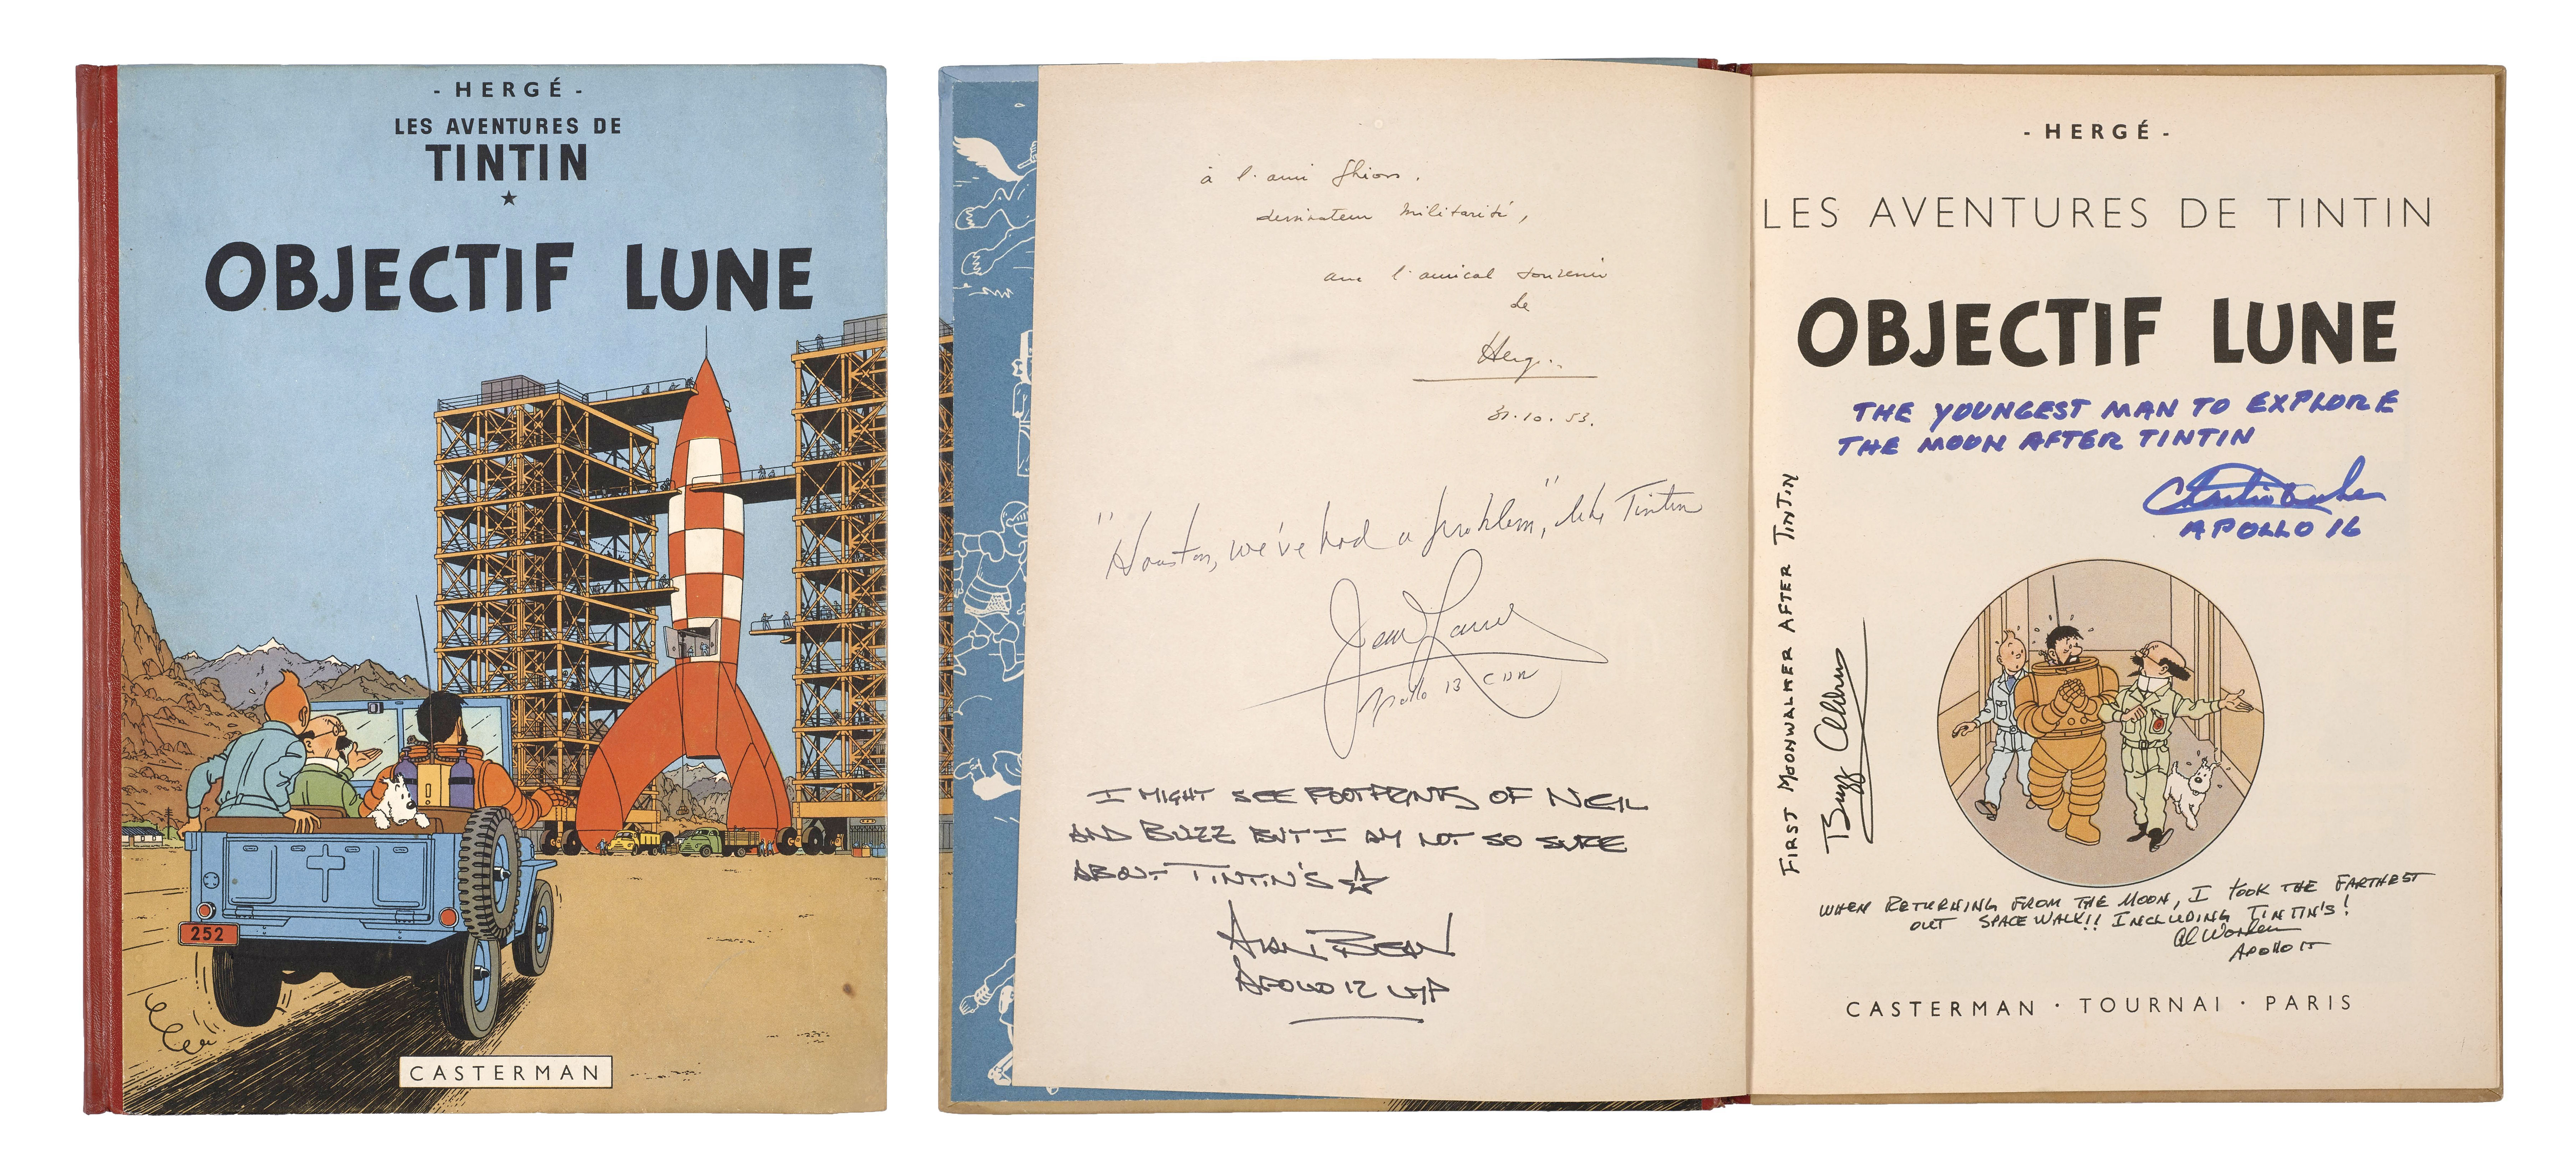 - HERGÉ -
LES AVENTURES DE
TINTIN
OBJECTIF LUNE
252
CASTERMAN
à l'ami
dessinateur militarisé,
avec l'amical souvenir
de
Hergé.
31.10.53.
"Houston, we've had a problem," like Tintin
Apollo 13 CDR
I MIGHT SEE FOOTPRINTS OF NEIL
AND BUZZ BUT I AM NOT SO SURE
ABOUT TINTIN'S
ALAN BEAN
APOLLO 12 LMP
- HERGÉ -
LES AVENTURES DE TINTIN
OBJECTIF LUNE
THE YOUNGEST MAN TO EXPLORE
THE MOON AFTER TINTIN
Charlie Duke
APOLLO 16
FIRST MOONWALKER AFTER TINTIN
Buzz Aldrin
WHEN RETURNING FROM THE MOON, I TOOK THE FARTHEST
OUT SPACE WALK!! INCLUDING TINTIN'S!
Al Worden
APOLLO 15
CASTERMAN · TOURNAI · PARIS